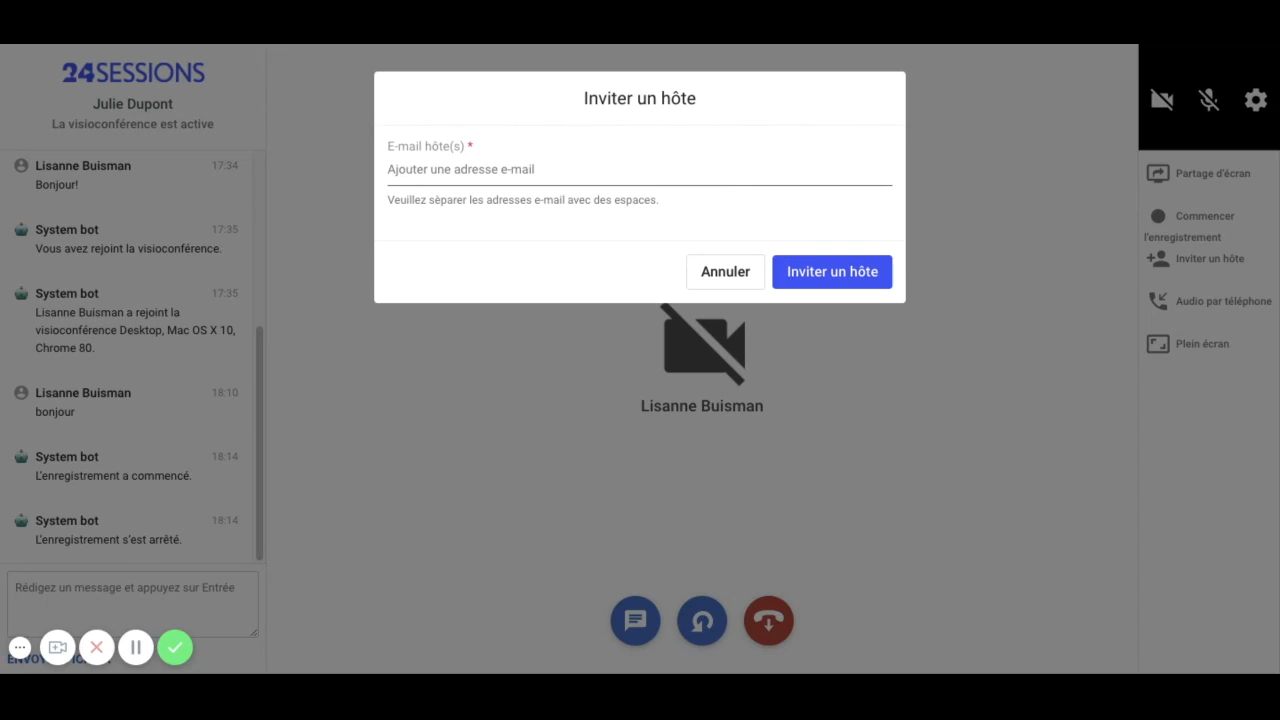 24SESSIONS
Julie Dupont
La visioconférence est active
Lisanne Buisman 17:34
Bonjour!
System bot 17:35
Vous avez rejoint la visioconférence.
System bot 17:35
Lisanne Buisman a rejoint la
visioconférence Desktop, Mac OS X 10,
Chrome 80.
Lisanne Buisman 18:10
bonjour
System bot 18:14
L'enregistrement a commencé.
System bot 18:14
L'enregistrement s'est arrêté.
Rédigez un message et appuyez sur Entrée
Inviter un hôte
E-mail hôte(s) *
Ajouter une adresse e-mail
Veuillez sèparer les adresses e-mail avec des espaces.
Annuler
Inviter un hôte
Lisanne Buisman
Partage d'écran
Commencer
l'enregistrement
Inviter un hôte
Audio par téléphone
Plein écran